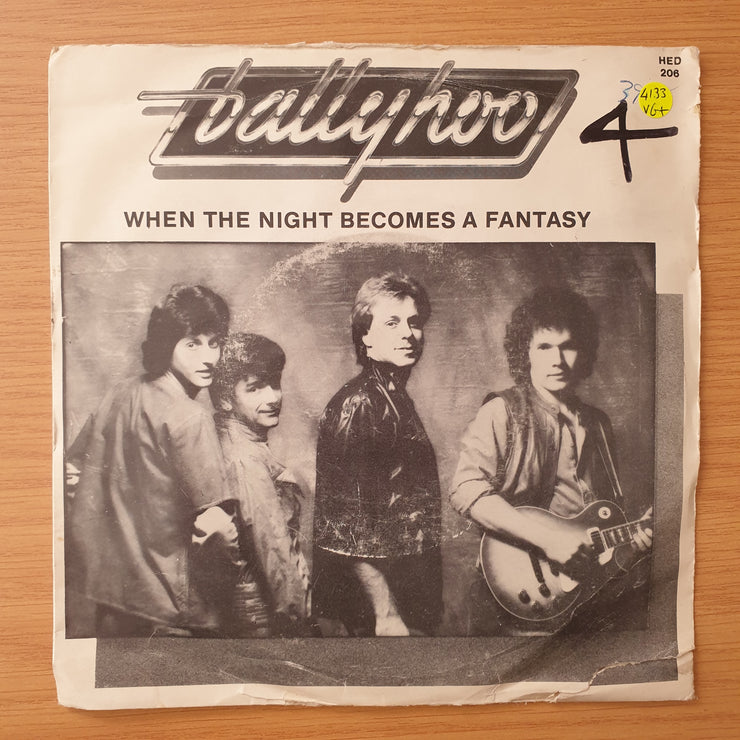 HED
206
ballyhoo
4133
VG+
4
WHEN THE NIGHT BECOMES A FANTASY